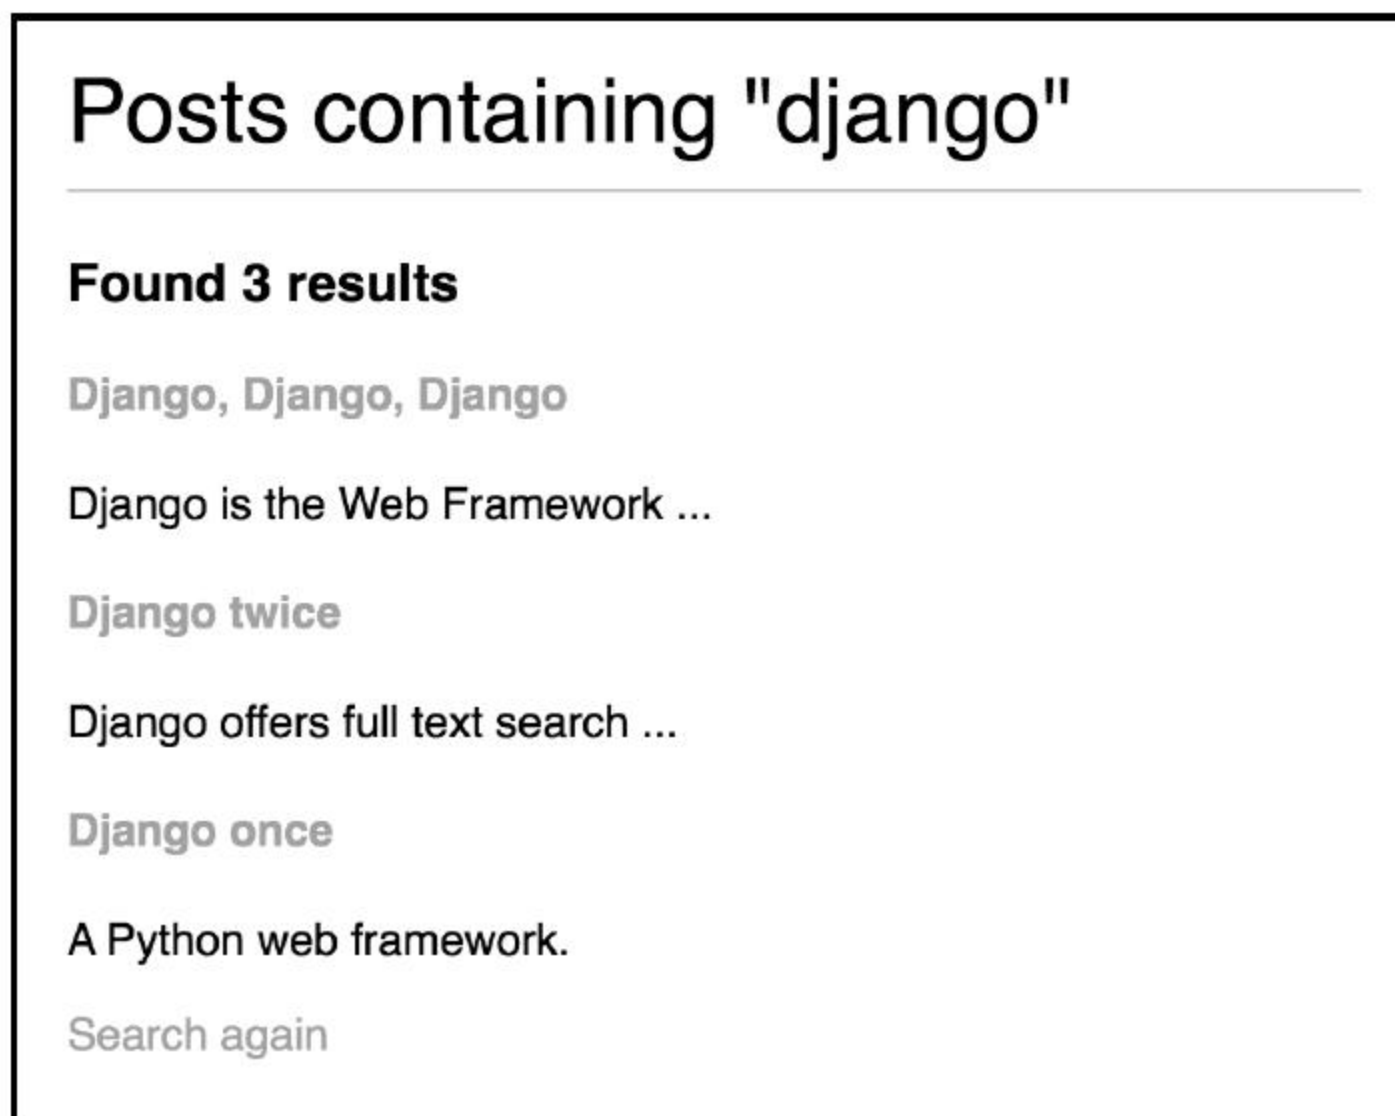 Posts containing "django"
Found 3 results
Django, Django, Django
Django is the Web Framework ...
Django twice
Django offers full text search ...
Django once
A Python web framework.
Search again